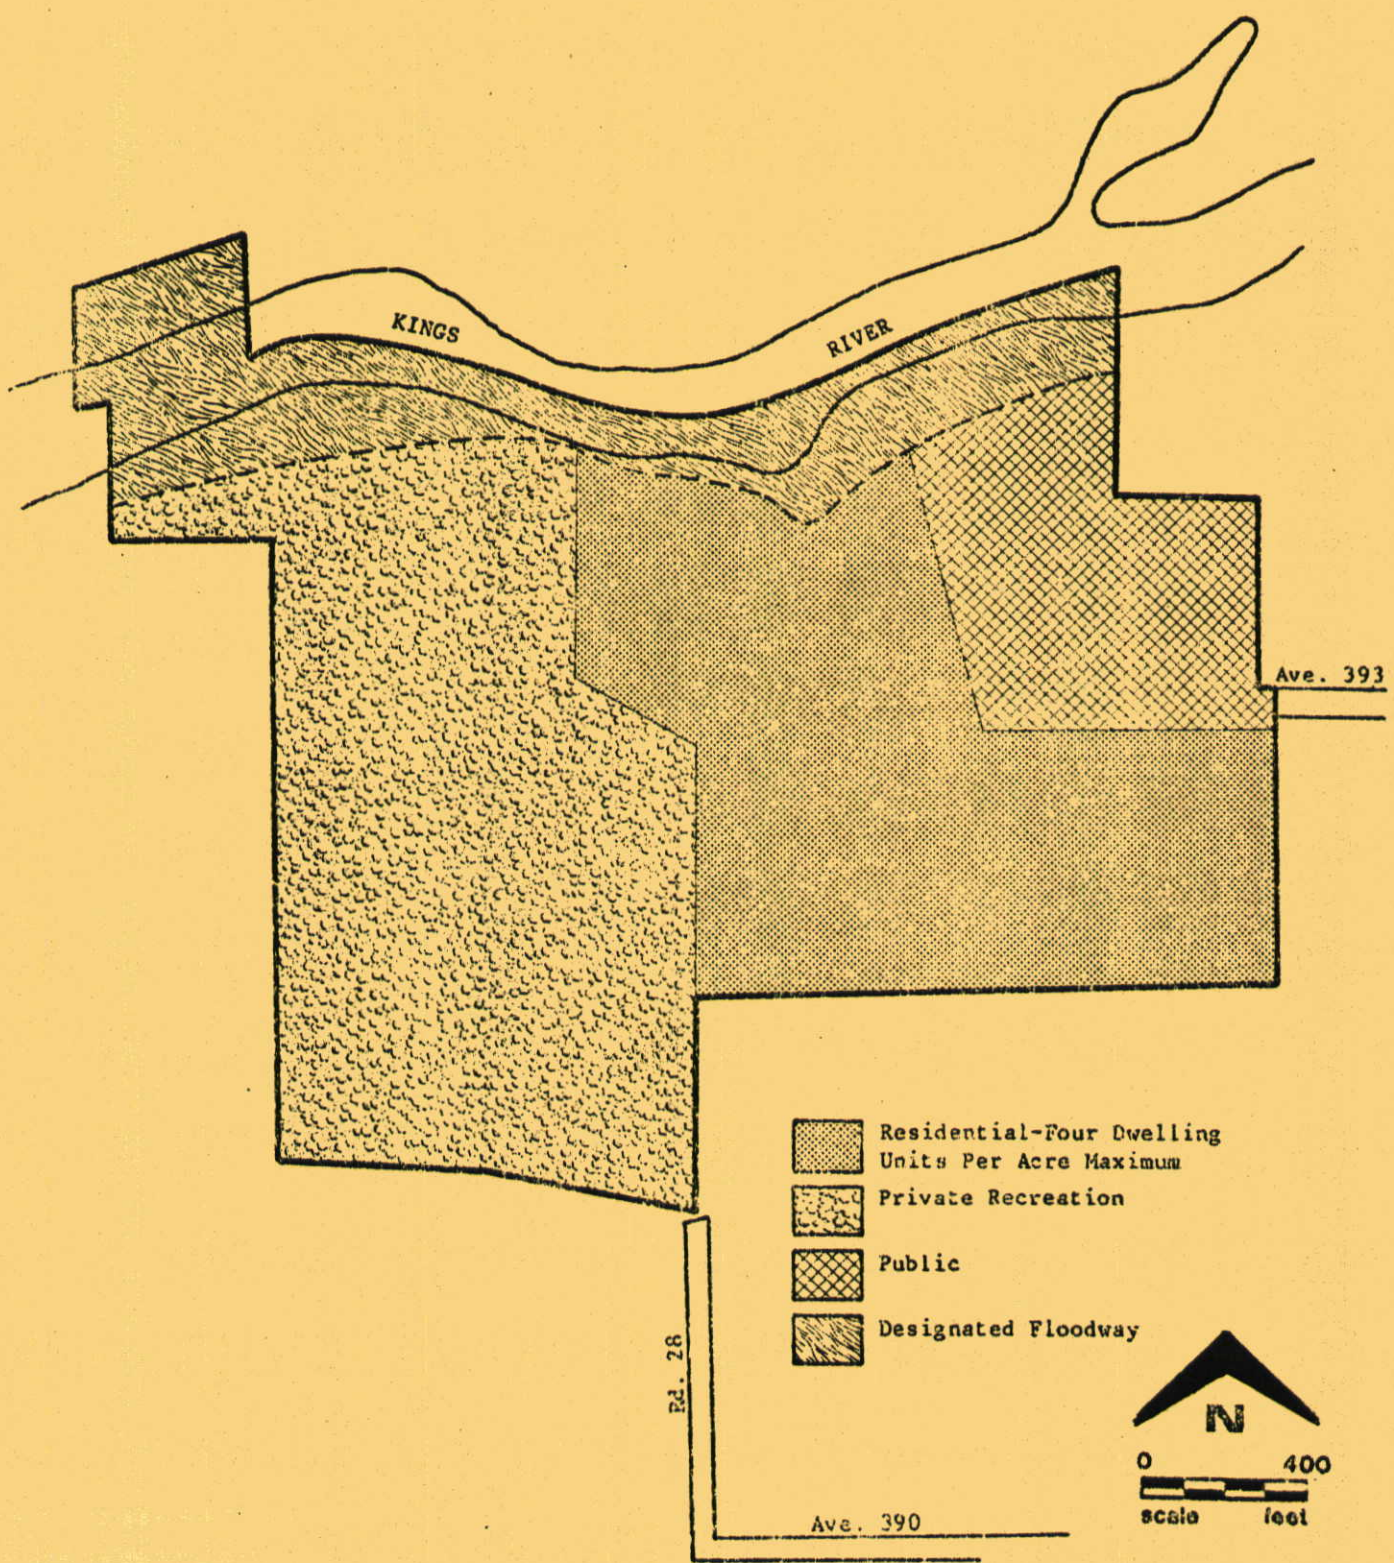 KINGS
RIVER
Ave. 393
Residential-Four Dwelling
Units Per Acre Maximum
Private Recreation
Public
Designated Floodway
Rd. 28
N
0 400
scale feet
Ave. 390